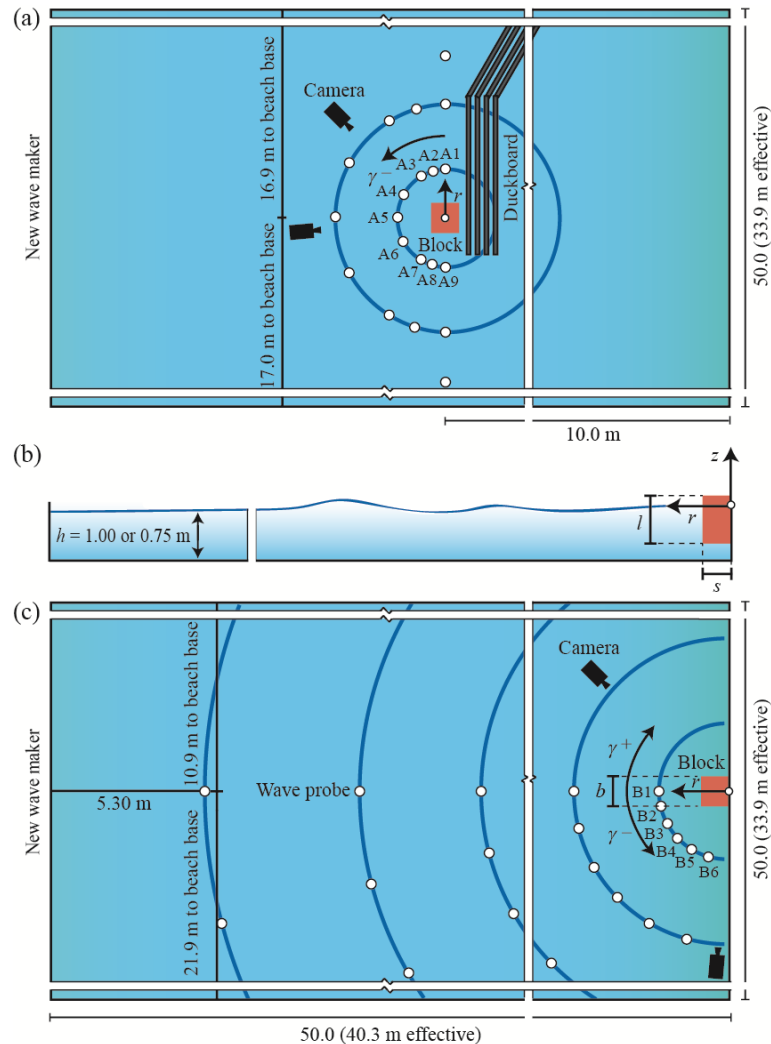 (a)
New wave maker
16.9 m to beach base
17.0 m to beach base
Camera
γ−
A3
A2
A1
A4
A5
A6
A7
A8
A9
r
Block
Duckboard
50.0 (33.9 m effective)
10.0 m
(b)
h = 1.00 or 0.75 m
z
l
r
s
(c)
New wave maker
10.9 m to beach base
21.9 m to beach base
5.30 m
Wave probe
Camera
γ+
γ−
Block
b
r
B1
B2
B3
B4
B5
B6
50.0 (33.9 m effective)
50.0 (40.3 m effective)